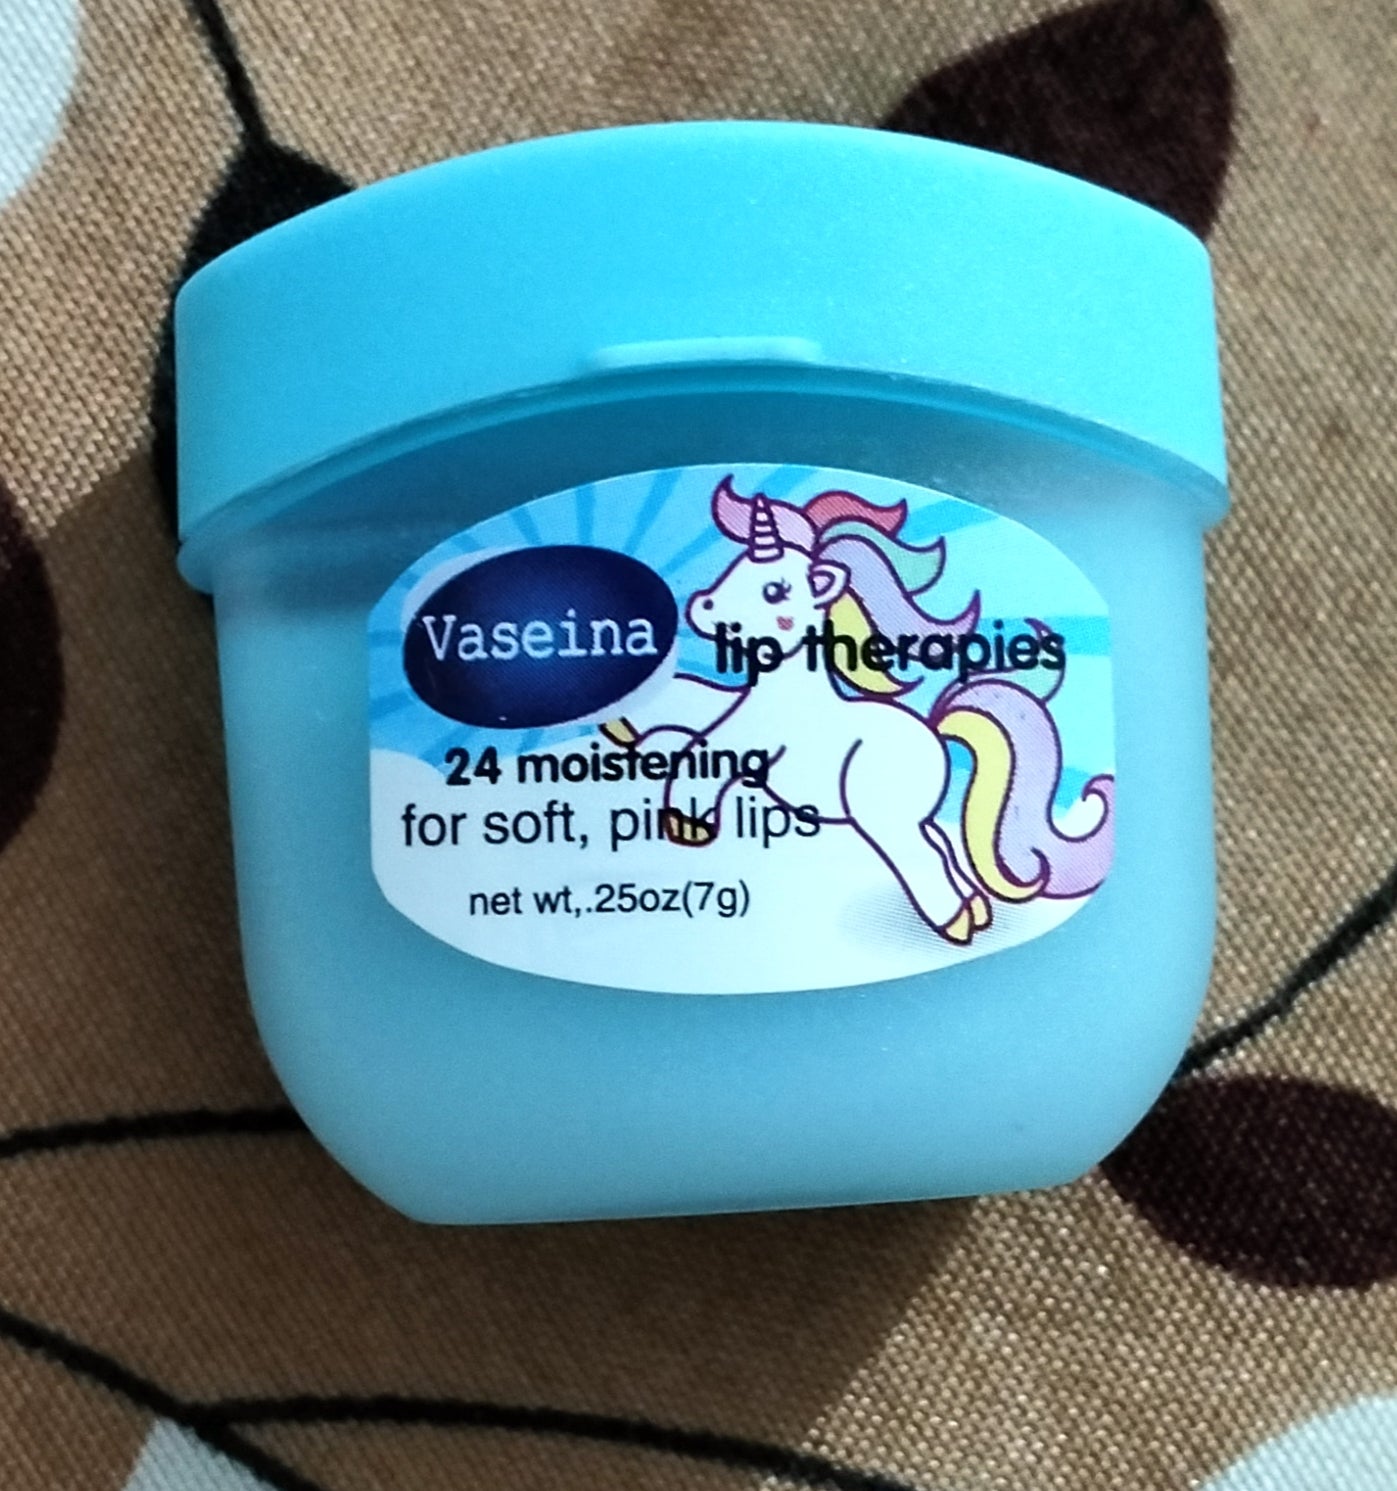 Vaseina
lip therapies
24 moistening
for soft, pink lips
net wt,.25oz(7g)